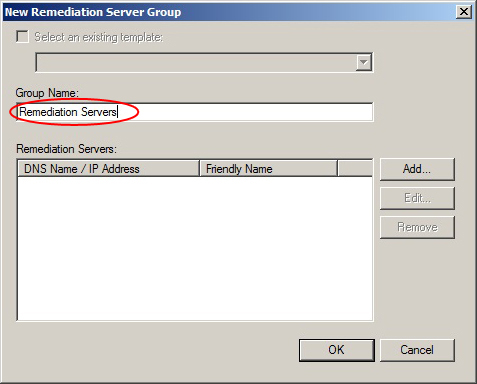 New Remediation Server Group
Select an existing template:
Group Name:
Remediation Servers
Remediation Servers:
DNS Name / IP Address Friendly Name
Add...
Edit...
Remove
OK Cancel